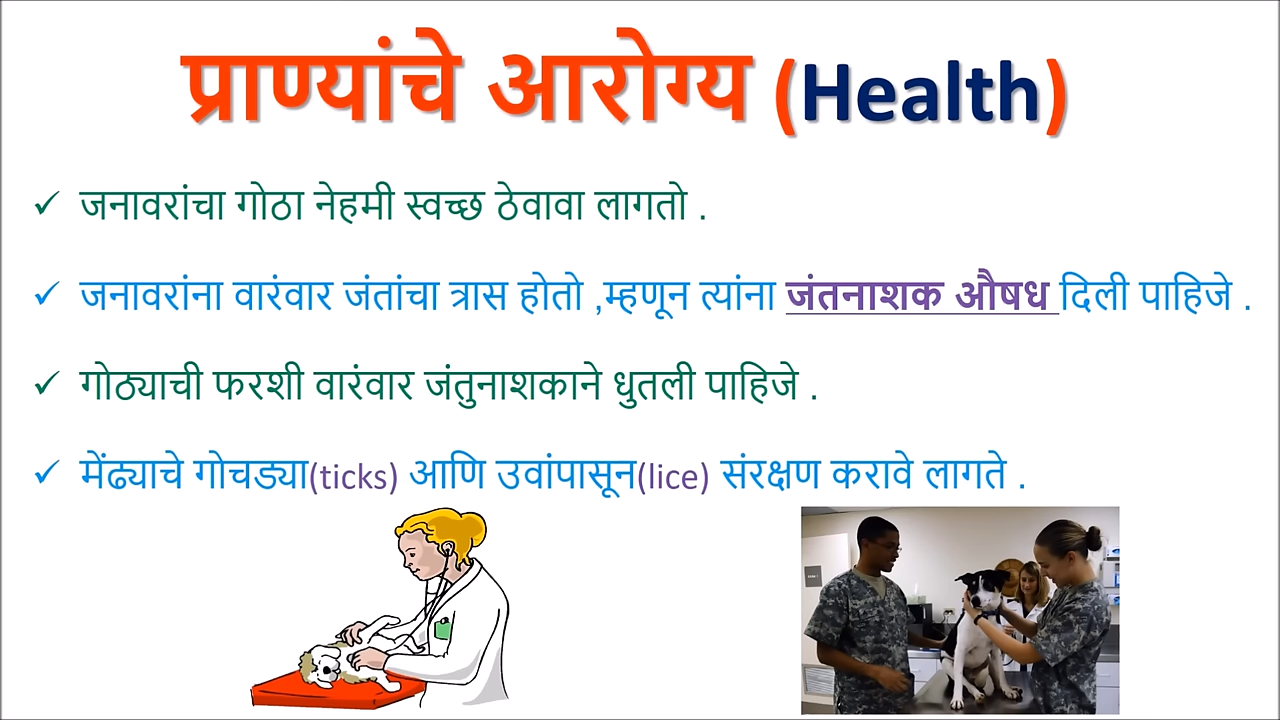 प्राण्यांचे आरोग्य (Health)
✓ जनावरांचा गोठा नेहमी स्वच्छ ठेवावा लागतो .
✓ जनावरांना वारंवार जंतांचा त्रास होतो ,म्हणून त्यांना जंतनाशक औषध दिली पाहिजे .
✓ गोठ्याची फरशी वारंवार जंतुनाशकाने धुतली पाहिजे .
✓ मेंढ्याचे गोचड्या(ticks) आणि उवांपासून(lice) संरक्षण करावे लागते .